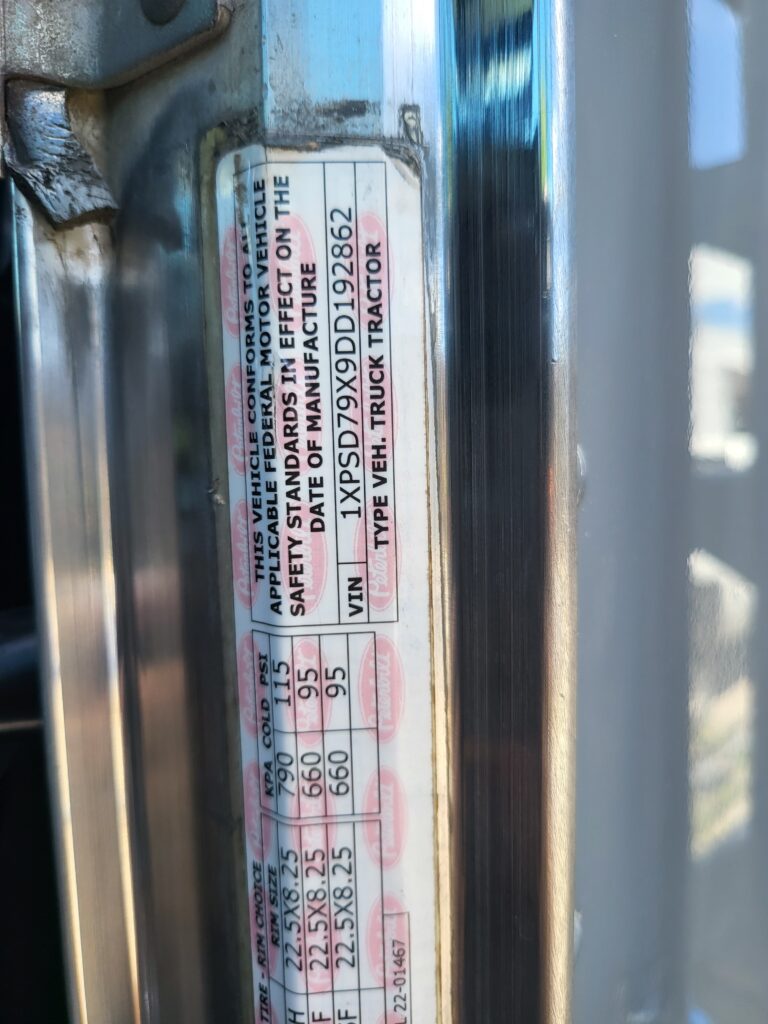 THIS VEHICLE CONFORMS TO ALL
APPLICABLE FEDERAL MOTOR VEHICLE
SAFETY STANDARDS IN EFFECT ON THE
DATE OF MANUFACTURE
VIN 1XPSD79X9DD192862
TYPE VEH. TRUCK TRACTOR
TIRE - RIM CHOICE
RIM SIZE KPA COLD PSI
H 22.5X8.25 790 115
F 22.5X8.25 660 95
F 22.5X8.25 660 95
L 22-01467
Peterbilt